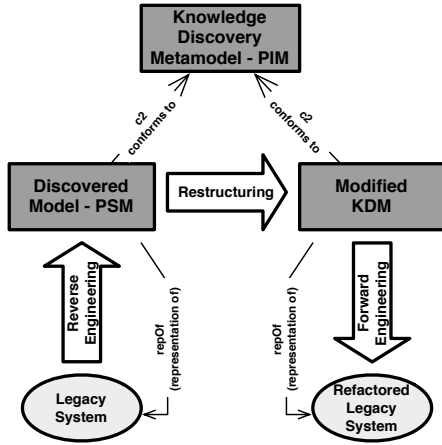 Knowledge
Discovery
Metamodel - PIM
c2
conforms to
c2
conforms to
Discovered
Model - PSM
Restructuring
Modified
KDM
Reverse
Engineering
repOf
(representation of)
repOf
(representation of)
Forward
Engineering
Legacy
System
Refactored
Legacy
System